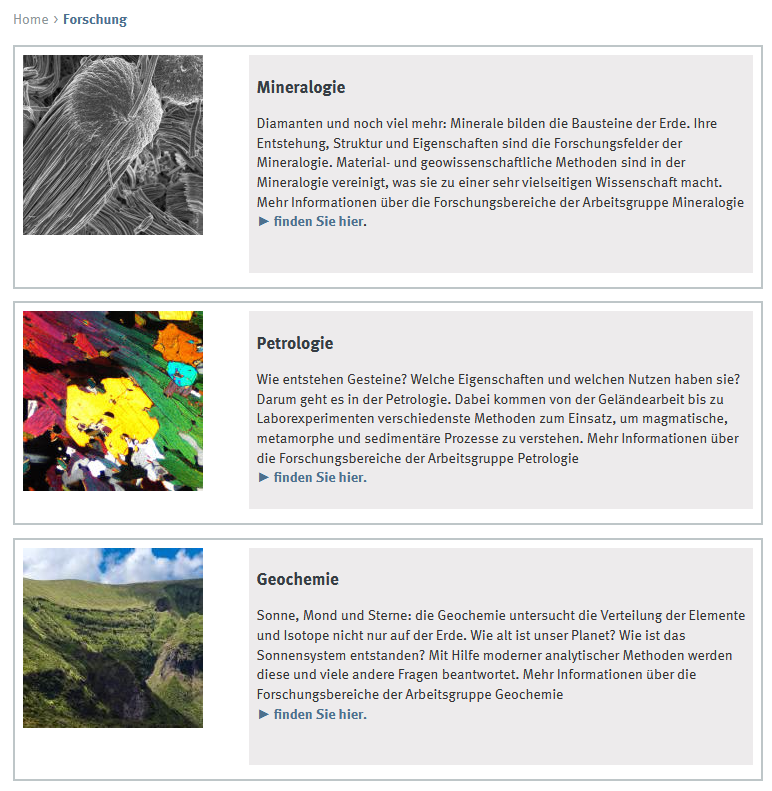 Home > Forschung
Mineralogie
Diamanten und noch viel mehr: Minerale bilden die Bausteine der Erde. Ihre
Entstehung, Struktur und Eigenschaften sind die Forschungsfelder der
Mineralogie. Material- und geowissenschaftliche Methoden sind in der
Mineralogie vereinigt, was sie zu einer sehr vielseitigen Wissenschaft macht.
Mehr Informationen über die Forschungsbereiche der Arbeitsgruppe Mineralogie
► finden Sie hier.
Petrologie
Wie entstehen Gesteine? Welche Eigenschaften und welchen Nutzen haben sie?
Darum geht es in der Petrologie. Dabei kommen von der Geländearbeit bis zu
Laborexperimenten verschiedenste Methoden zum Einsatz, um magmatische,
metamorphe und sedimentäre Prozesse zu verstehen. Mehr Informationen über
die Forschungsbereiche der Arbeitsgruppe Petrologie
► finden Sie hier.
Geochemie
Sonne, Mond und Sterne: die Geochemie untersucht die Verteilung der Elemente
und Isotope nicht nur auf der Erde. Wie alt ist unser Planet? Wie ist das
Sonnensystem entstanden? Mit Hilfe moderner analytischer Methoden werden
diese und viele andere Fragen beantwortet. Mehr Informationen über die
Forschungsbereiche der Arbeitsgruppe Geochemie
► finden Sie hier.